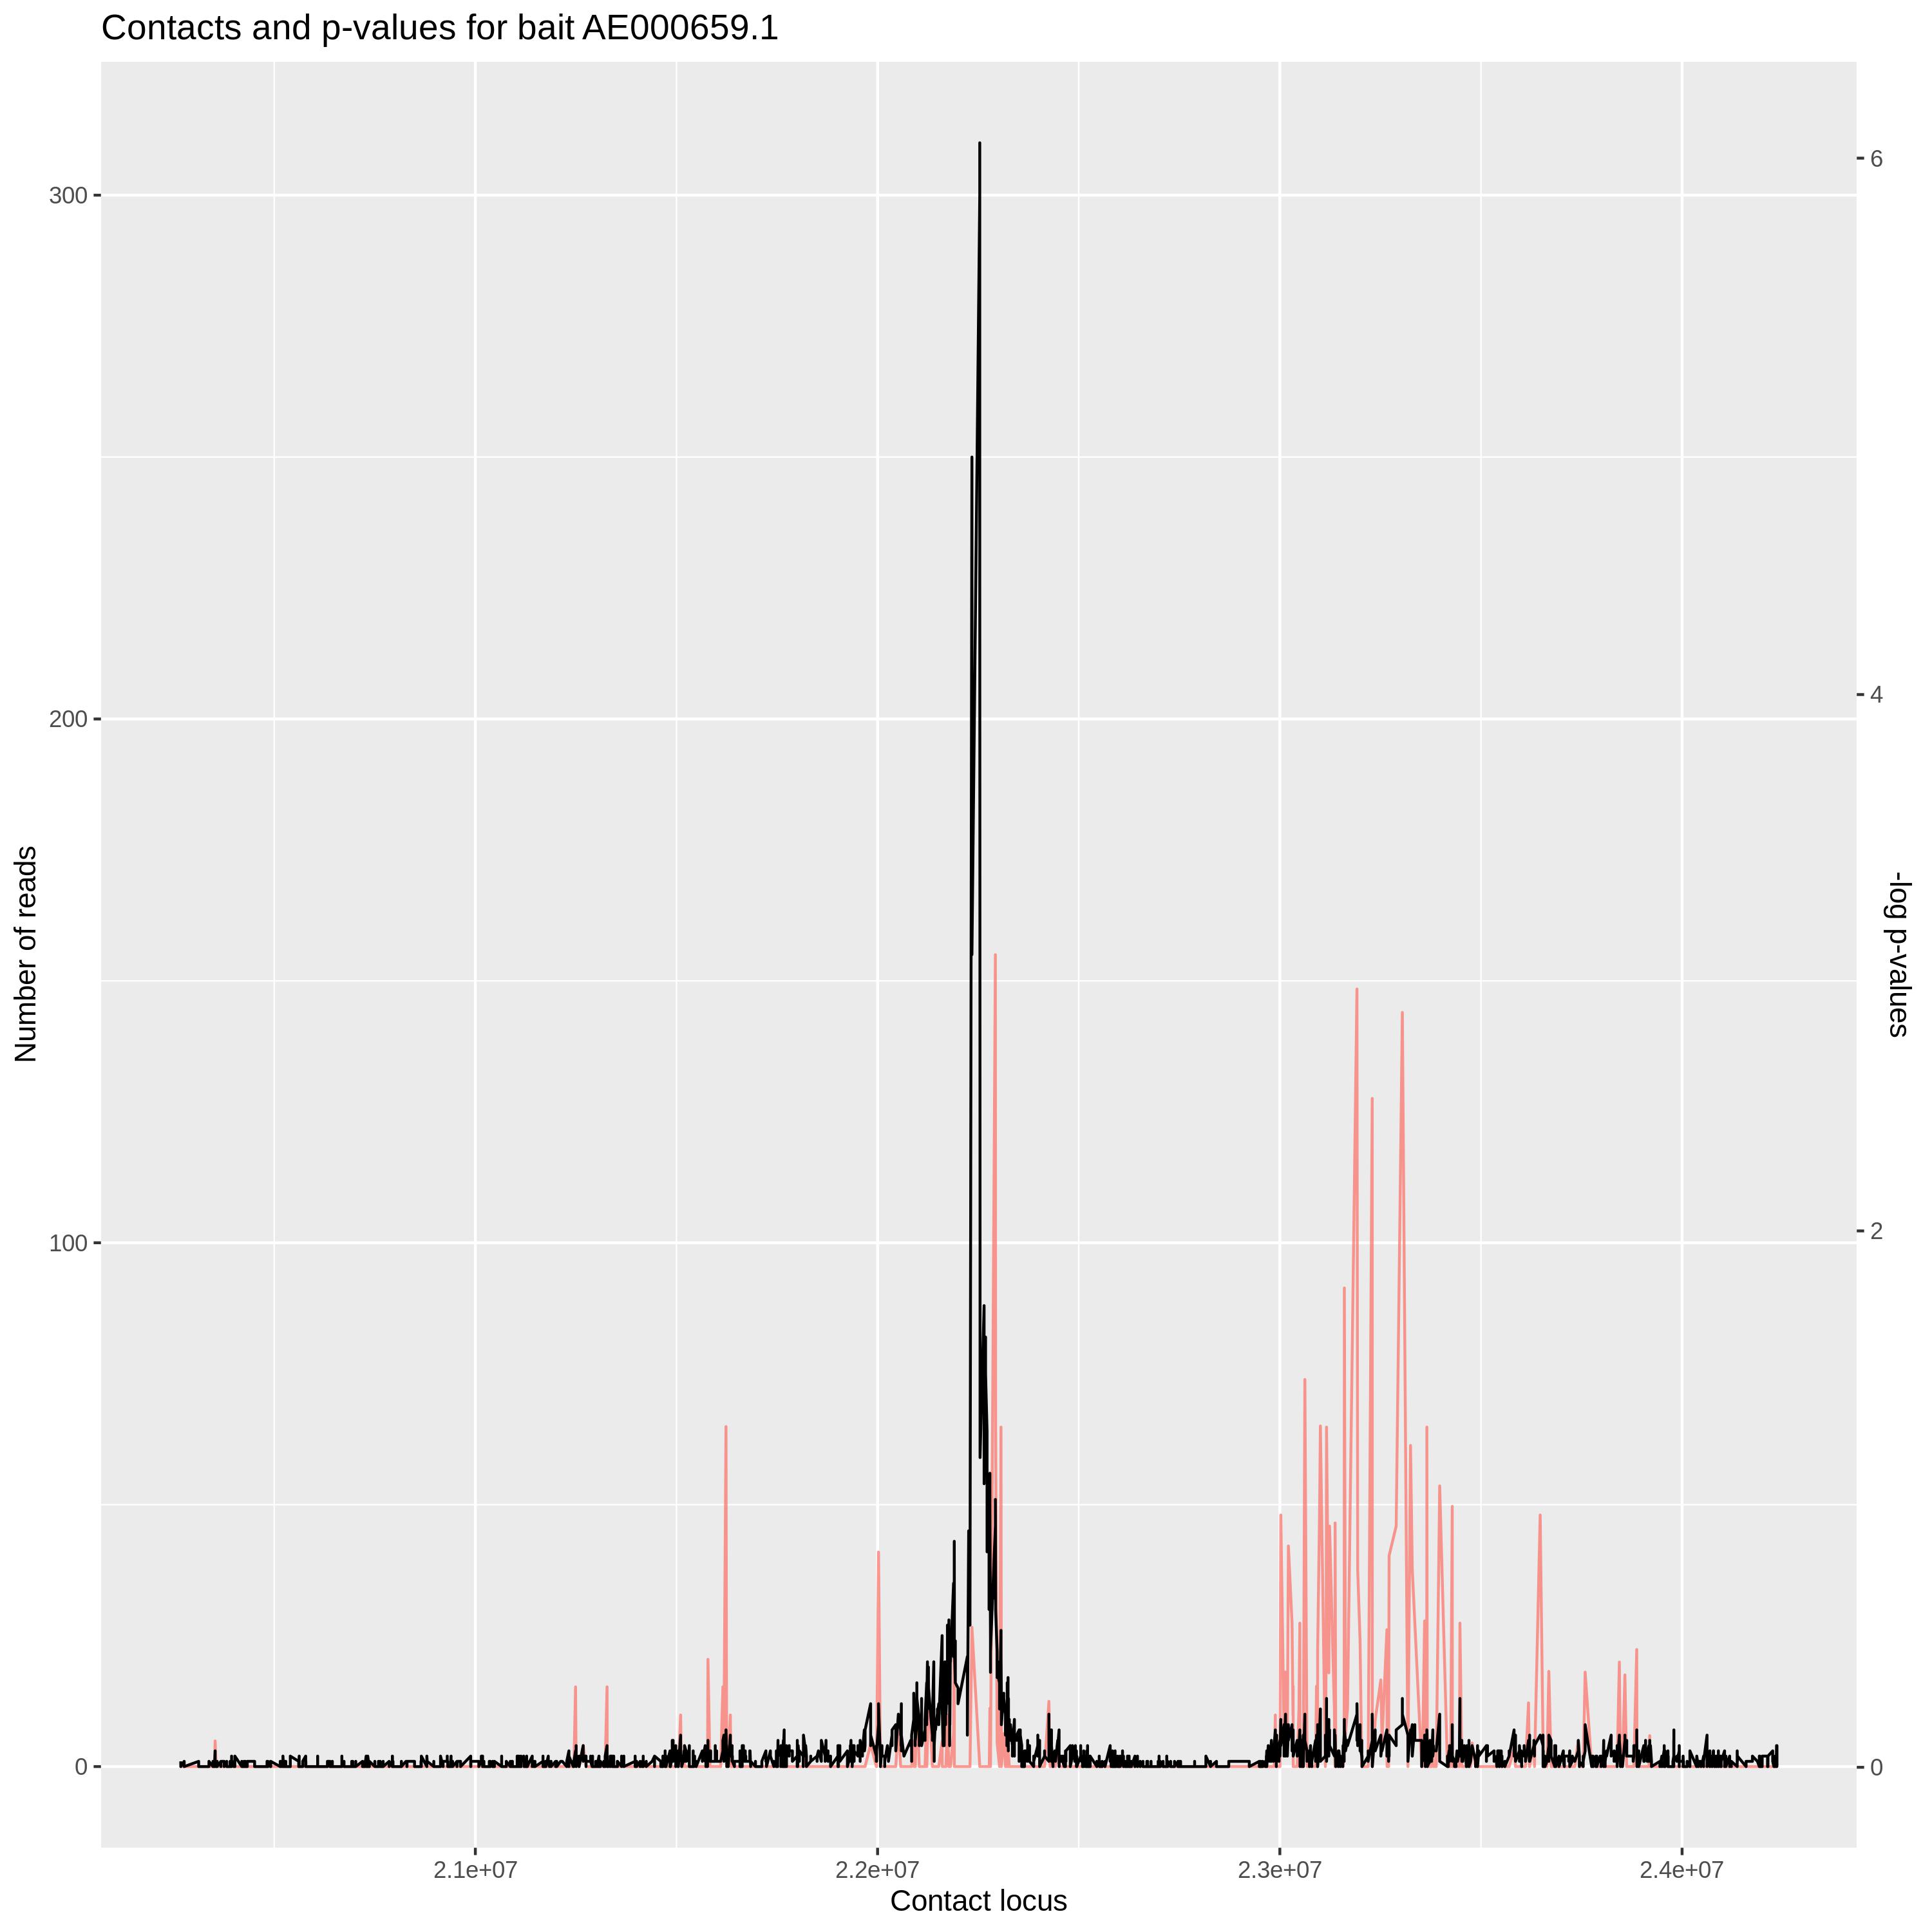 Contacts and p-values for bait AE000659.1
300
200
100
0
6
4
2
0
Number of reads
-log p-values
2.1e+07
2.2e+07
2.3e+07
2.4e+07
Contact locus